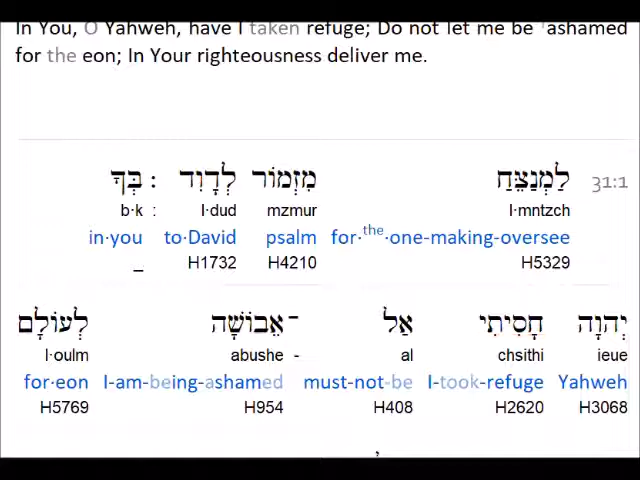 In You, O Yahweh, have I taken refuge; Do not let me be ꜝashamed
for the eon; In Your righteousness deliver me.
31:1 לַמְנַצֵּחַ מִזְמוֹר לְדָוִד : בְּךָ
b·k : l·dud mzmur l·mntzch
in·you to·David psalm for·the·one-making-oversee
_ H1732 H4210 H5329
יְהוָה חָסִיתִי אַל ־ אֵבוֹשָׁה לְעוֹלָם
l·oulm abushe - al chsithi ieue
for·eon I-am-being-ashamed must-not-be I-took-refuge Yahweh
H5769 H954 H408 H2620 H3068